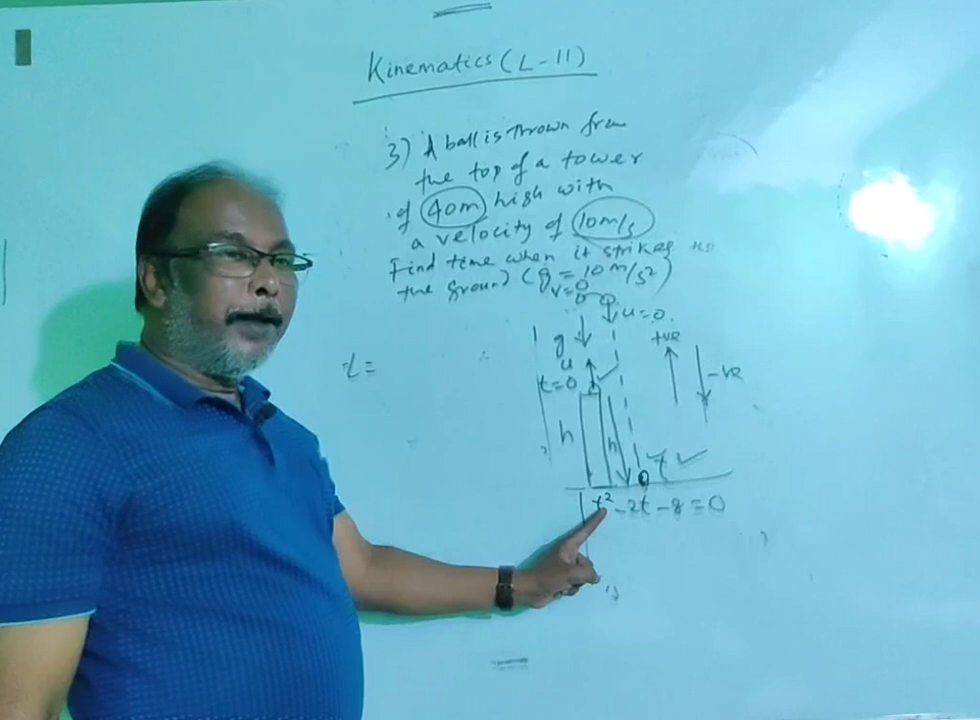 Kinematics (L-11)
3) A ball is thrown from
the top of a tower
of 40m high with
a velocity of 10m/s
Find time when it strikes
the ground (g = 10 m/s²)
v=0
u=0
g
+ve
-ve
u
t=0
t =
h
h
t² - 2t - 8 = 0